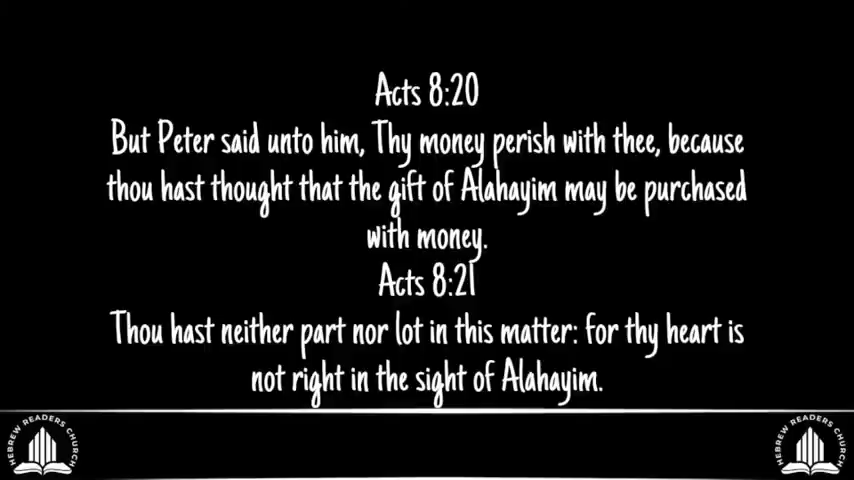 Acts 8:20
But Peter said unto him, Thy money perish with thee, because
thou hast thought that the gift of Alahayim may be purchased
with money.
Acts 8:21
Thou hast neither part nor lot in this matter: for thy heart is
not right in the sight of Alahayim.
HEBREW READERS CHURCH
HEBREW READERS CHURCH